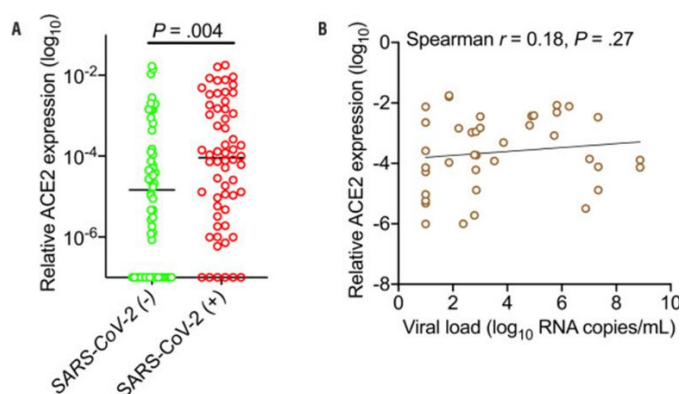 A
P = .004
Relative ACE2 expression (log10)
10-2
10-4
10-6
SARS-CoV-2 (-)
SARS-CoV-2 (+)
B
Spearman r = 0.18, P = .27
Relative ACE2 expression (log10)
0
-2
-4
-6
-8
0 2 4 6 8 10
Viral load (log10 RNA copies/mL)